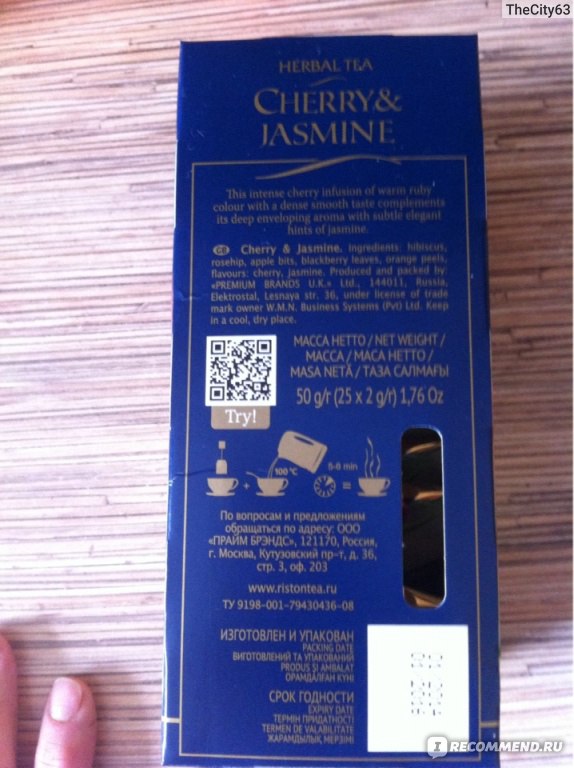 TheCity63
HERBAL TEA
CHERRY&
JASMINE
This intense cherry infusion of warm ruby
colour with a dense smooth taste complements
its deep enveloping aroma with subtle elegant
hints of jasmine.
GB Cherry & Jasmine. Ingredients: hibiscus,
rosehip, apple bits, blackberry leaves, orange peels,
flavours: cherry, jasmine. Produced and packed by:
«PREMIUM BRANDS U.K.» Ltd., 144011, Russia,
Elektrostal, Lesnaya str. 36, under license of trade
mark owner W.M.N. Business Systems (Pvt) Ltd. Keep
in a cool, dry place.
МАССА НЕТТО / NET WEIGHT /
МАССА / МАСА НЕТТО /
MASA NETĂ / ТАЗА САЛМАҒЫ
50 g/г (25 x 2 g/г) 1,76 Oz
Try!
100 °C
5-6 min
+
=
По вопросам и предложениям
обращаться по адресу: ООО
«ПРАЙМ БРЭНДС», 121170, Россия,
г. Москва, Кутузовский пр-т, д. 36,
стр. 3, оф. 203
www.ristontea.ru
ТУ 9198-001-79430436-08
ИЗГОТОВЛЕН И УПАКОВАН
PACKING DATE
ВИГОТОВЛЕНИЙ ТА УПАКОВАНИЙ
PRODUS ȘI AMBALAT
ОРАМДАЛҒАН КҮНІ
СРОК ГОДНОСТИ
EXPIRY DATE
ТЕРМІН ПРИДАТНОСТІ
TERMEN DE VALABILITATE
ЖАРАМДЫЛЫҚ МЕРЗІМІ
IRECOMMEND.RU